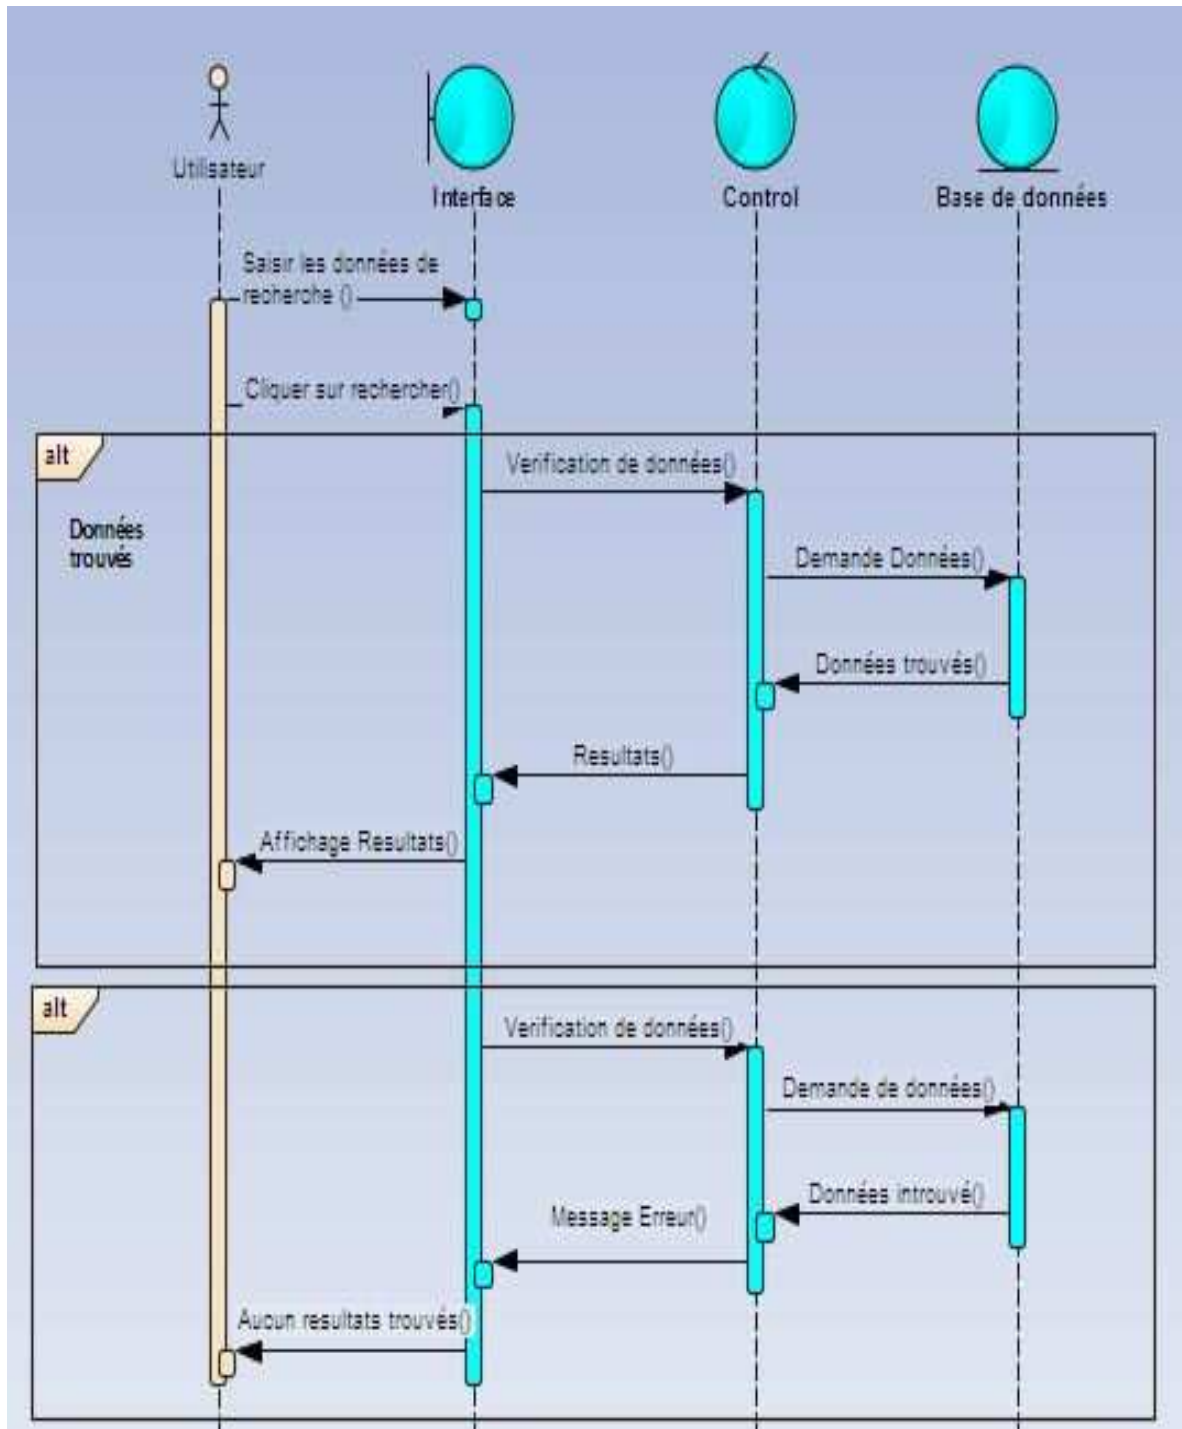 Utilisateur
Interface
Control
Base de données
Saisir les données de
recherche ()
Cliquer sur rechercher()
alt
Verification de données()
Données
trouvés
Demande Données()
Données trouvés()
Resultats()
Affichage Resultats()
alt
Verification de données()
Demande de données()
Données introuvé()
Message Erreur()
Aucun resultats trouvés()